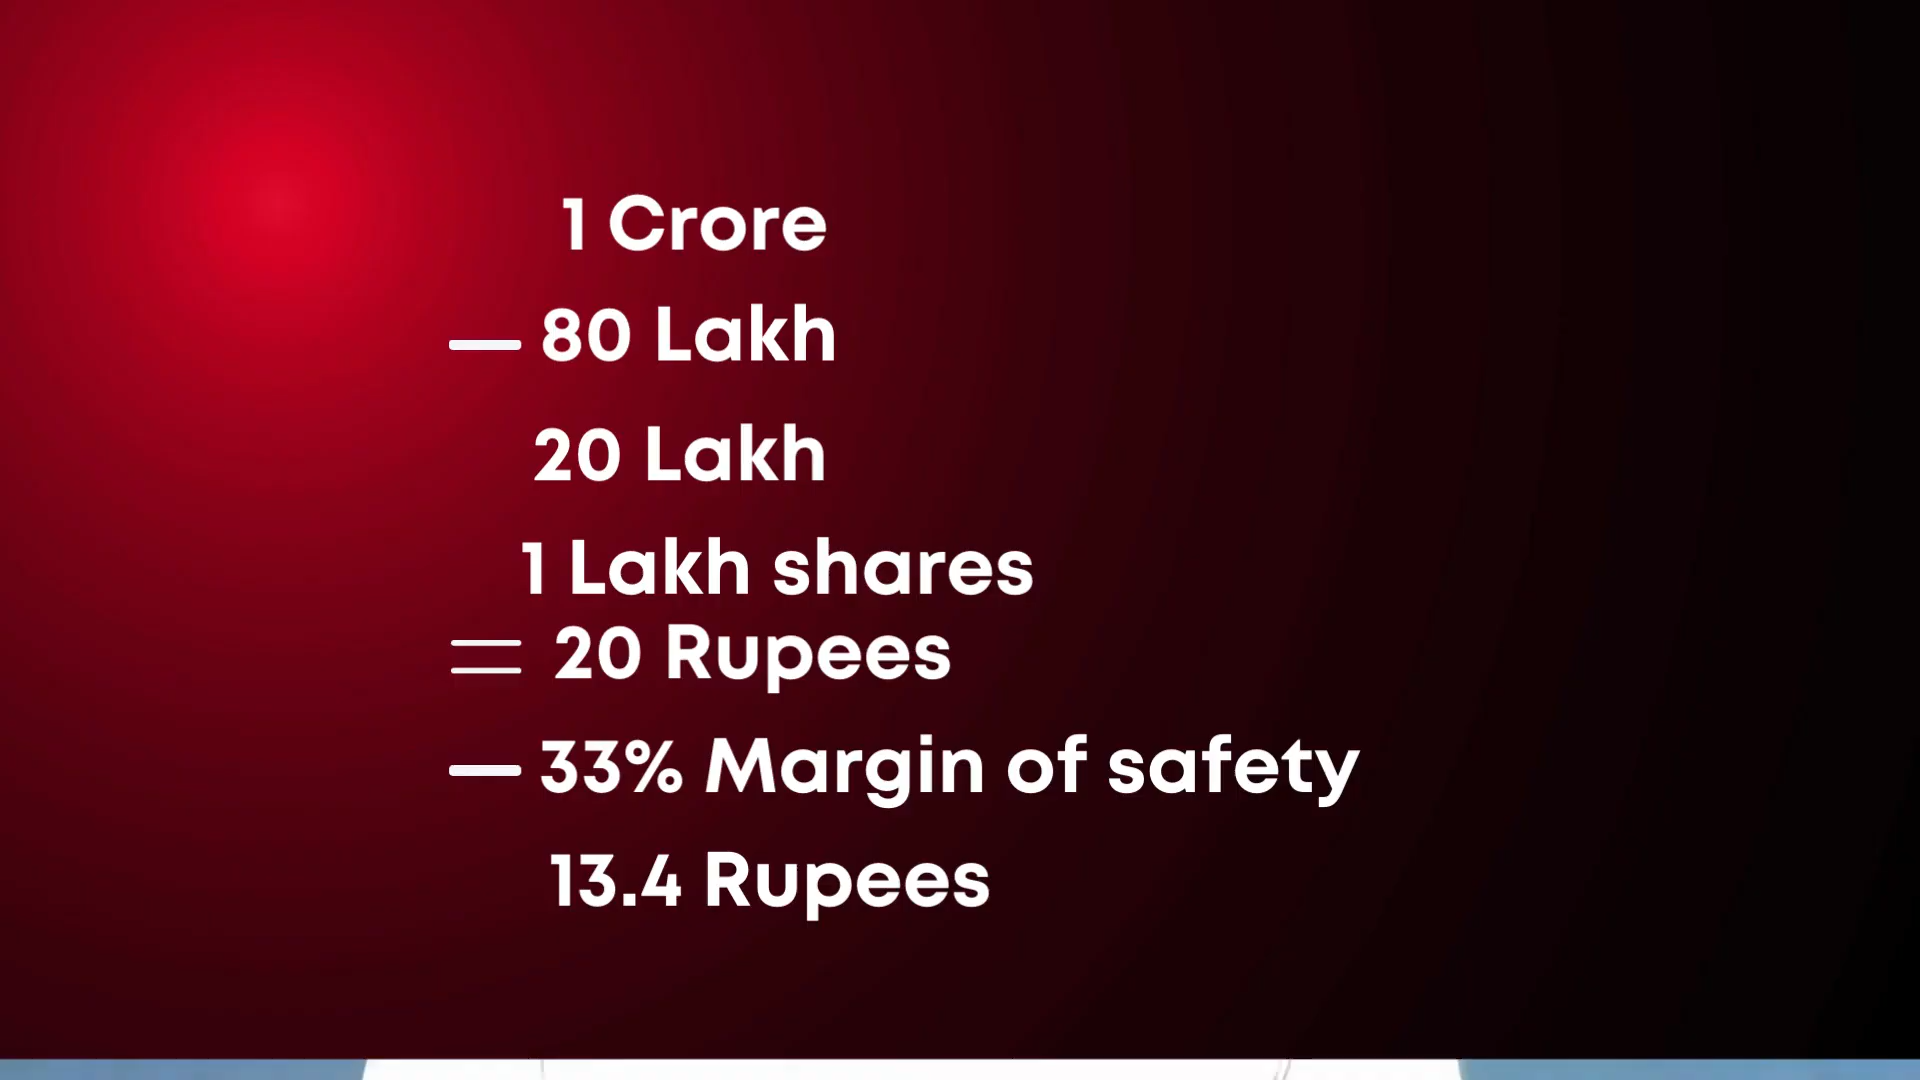 1 Crore
— 80 Lakh
20 Lakh
1 Lakh shares
= 20 Rupees
— 33% Margin of safety
13.4 Rupees